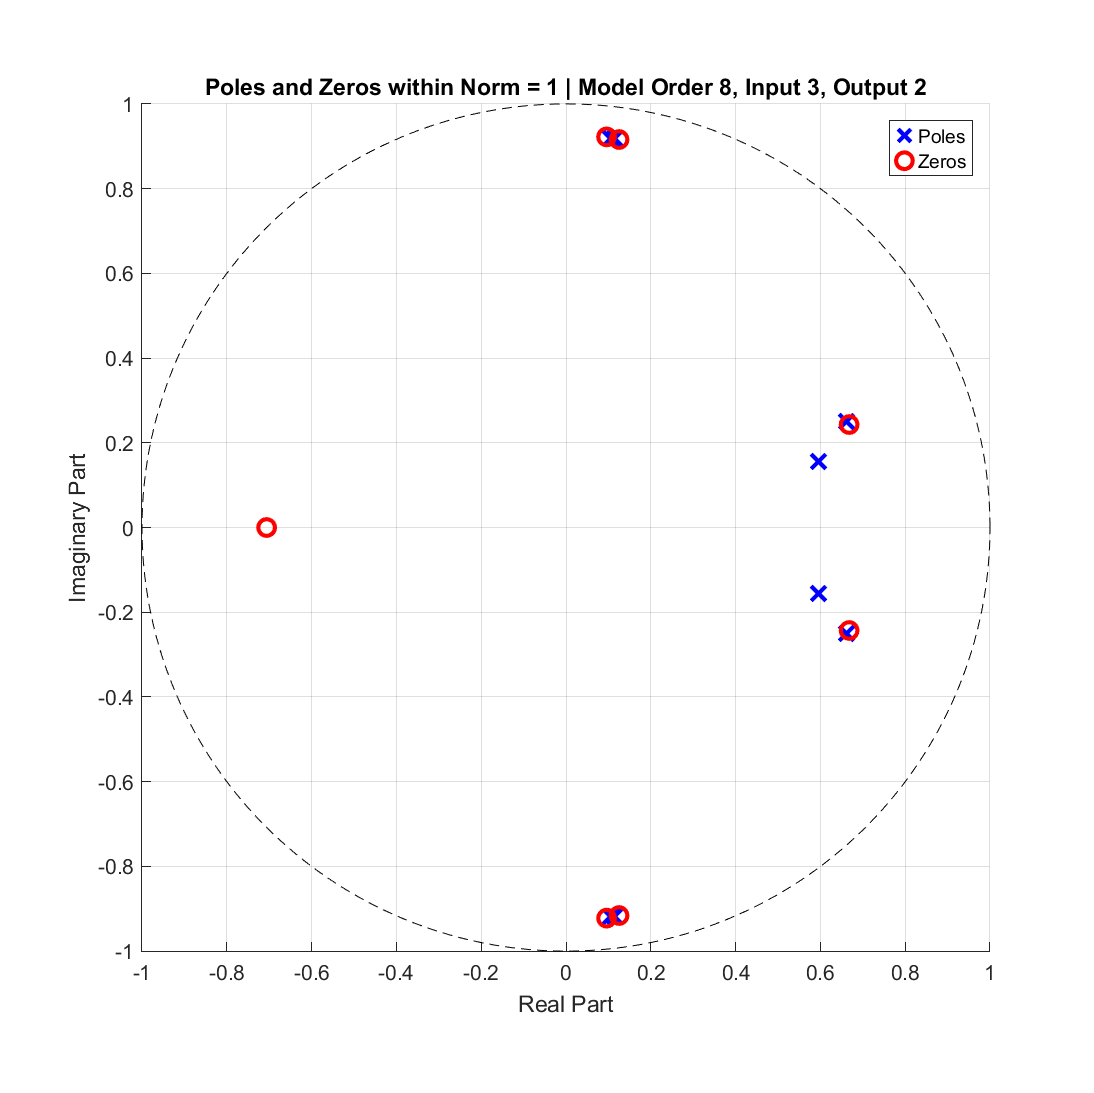 Poles and Zeros within Norm = 1 | Model Order 8, Input 3, Output 2
Poles
Zeros
1
0.8
0.6
0.4
0.2
0
-0.2
-0.4
-0.6
-0.8
-1
Imaginary Part
-1 -0.8 -0.6 -0.4 -0.2 0 0.2 0.4 0.6 0.8 1
Real Part